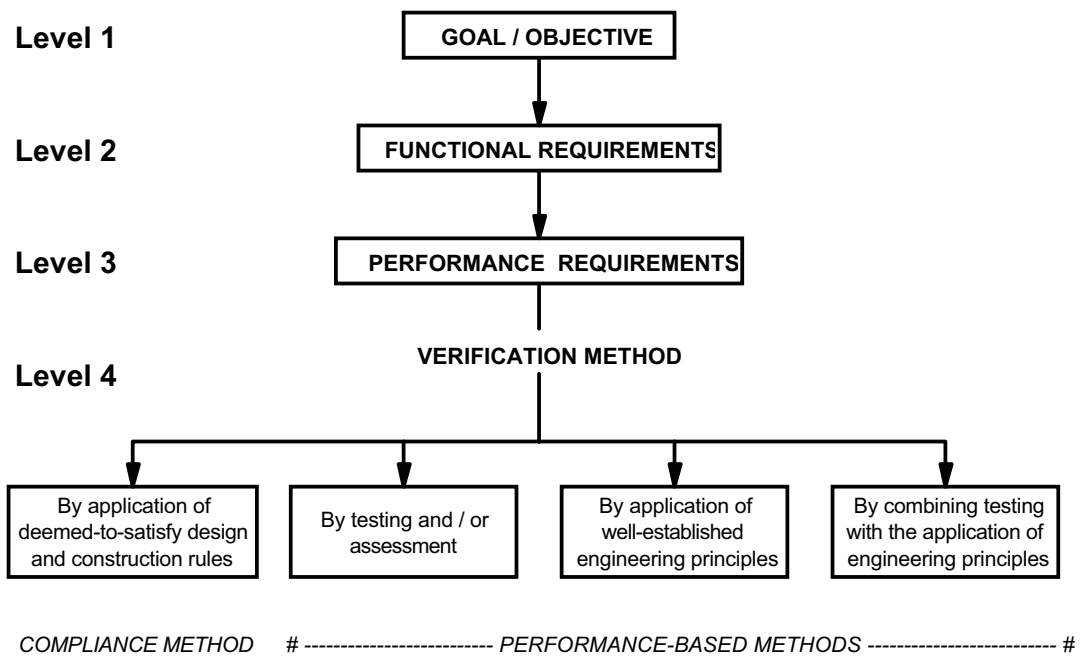 Level 1
GOAL / OBJECTIVE
Level 2
FUNCTIONAL REQUIREMENTS
Level 3
PERFORMANCE REQUIREMENTS
VERIFICATION METHOD
Level 4
By application of
deemed-to-satisfy design
and construction rules
By testing and / or
assessment
By application of
well-established
engineering principles
By combining testing
with the application of
engineering principles
COMPLIANCE METHOD # -------------------------- PERFORMANCE-BASED METHODS -------------------------- #